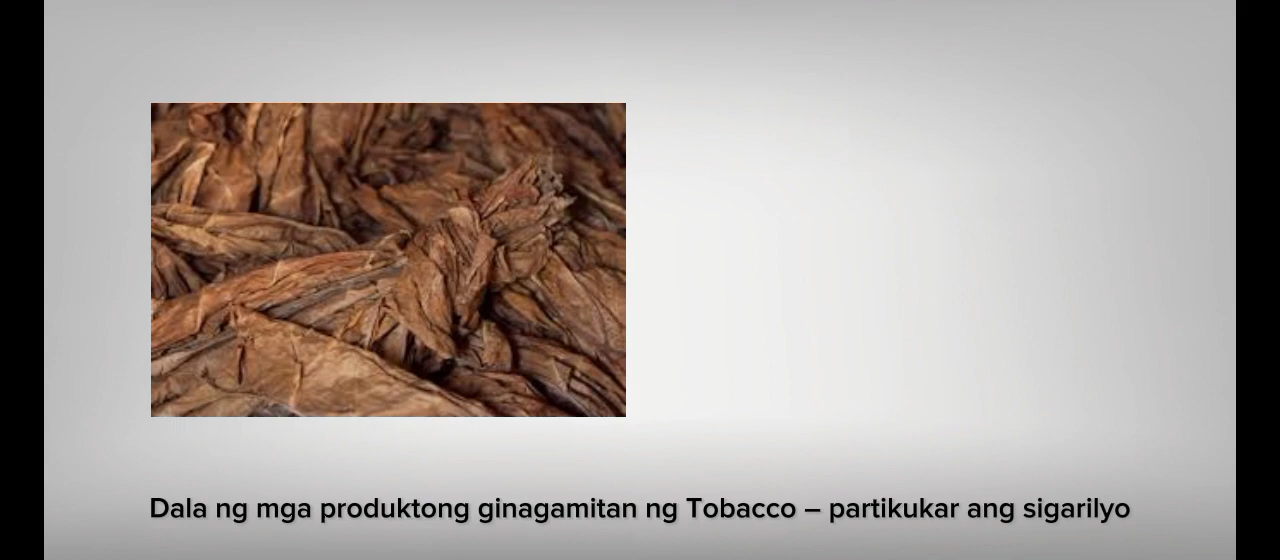 Dala ng mga produktong ginagamitan ng Tobacco – partikukar ang sigarilyo